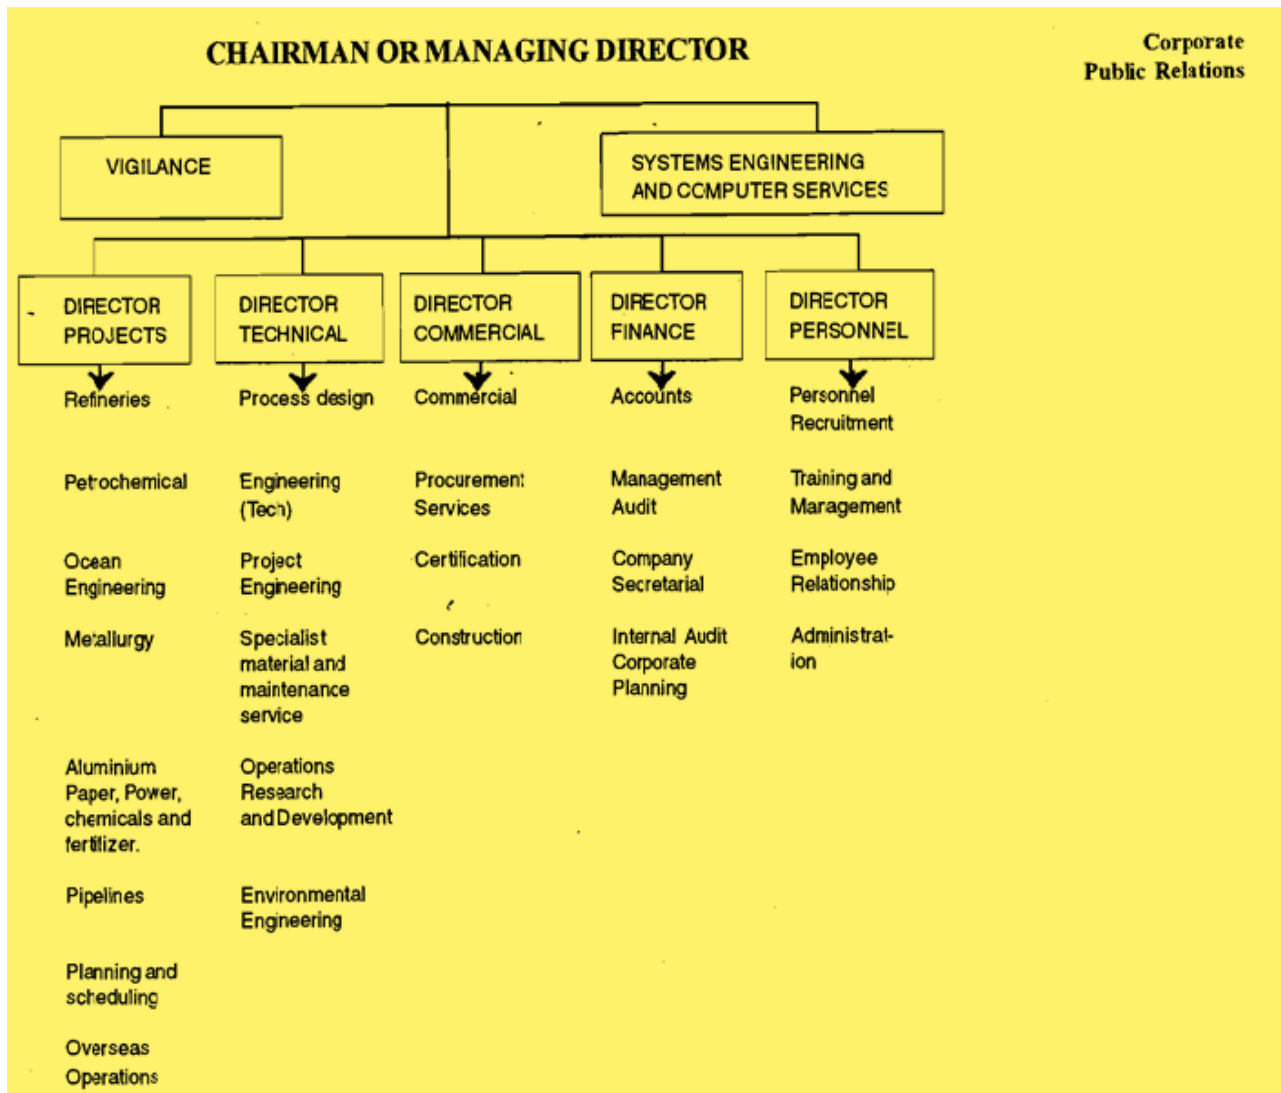 CHAIRMAN OR MANAGING DIRECTOR
Corporate
Public Relations
VIGILANCE
SYSTEMS ENGINEERING
AND COMPUTER SERVICES
DIRECTOR
PROJECTS
DIRECTOR
TECHNICAL
DIRECTOR
COMMERCIAL
DIRECTOR
FINANCE
DIRECTOR
PERSONNEL
Refineries
Petrochemical
Ocean
Engineering
Metallurgy
Aluminium
Paper, Power,
chemicals and
fertilizer.
Pipelines
Planning and
scheduling
Overseas
Operations
Process design
Engineering
(Tech)
Project
Engineering
Specialist
material and
maintenance
service
Operations
Research
and Development
Environmental
Engineering
Commercial
Procurement
Services
Certification
Construction
Accounts
Management
Audit
Company
Secretarial
Internal Audit
Corporate
Planning
Personnel
Recruitment
Training and
Management
Employee
Relationship
Administrat-
ion